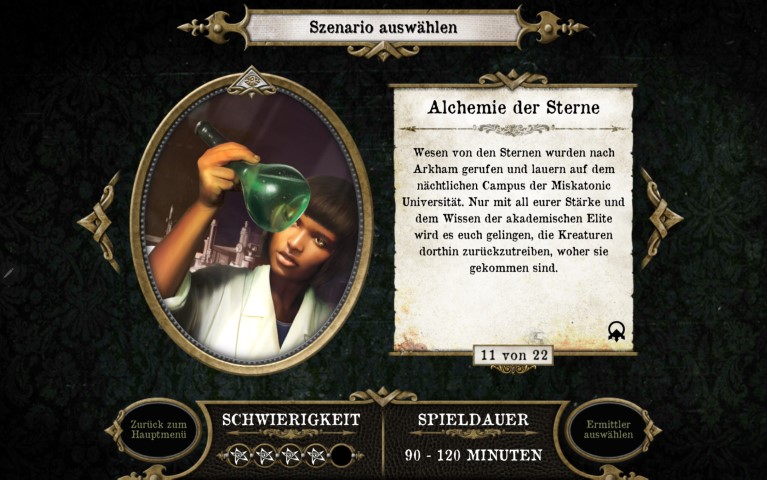 Szenario auswählen
Alchemie der Sterne
Wesen von den Sternen wurden nach
Arkham gerufen und lauern auf dem
nächtlichen Campus der Miskatonic
Universität. Nur mit all eurer Stärke und
dem Wissen der akademischen Elite
wird es euch gelingen, die Kreaturen
dorthin zurückzutreiben, woher sie
gekommen sind.
11 von 22
Zurück zum
Hauptmenü
SCHWIERIGKEIT
SPIELDAUER
90 - 120 MINUTEN
Ermittler
auswählen